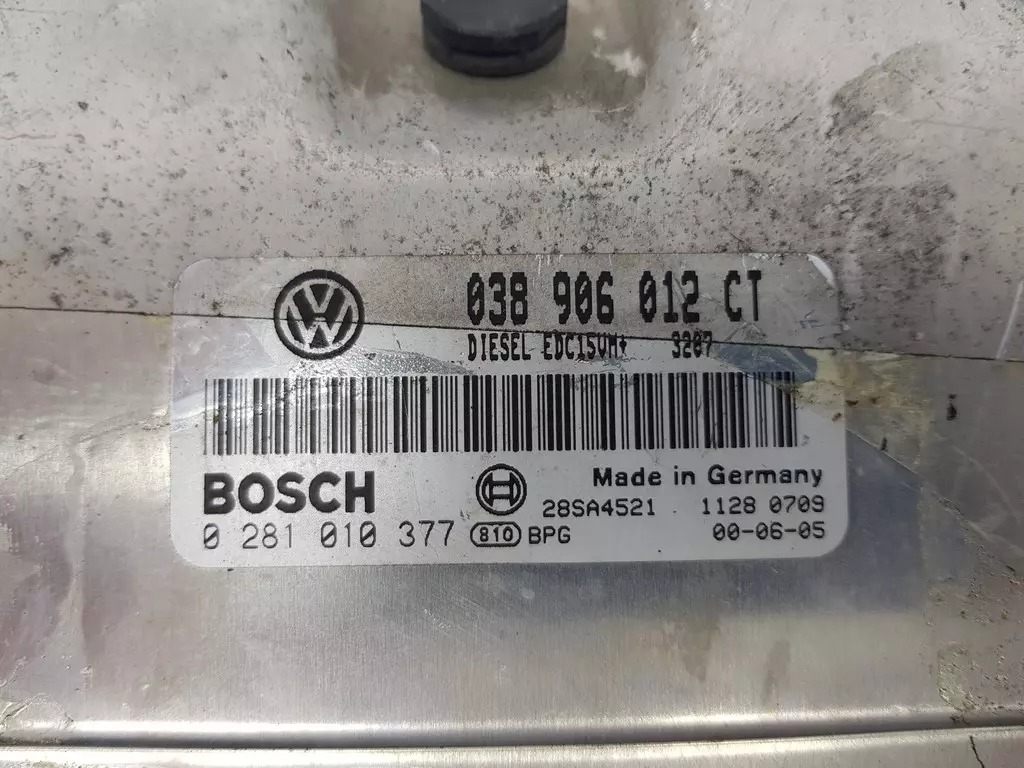 038 906 012 CT
DIESEL EDC15VM+ 3207
BOSCH
Made in Germany
28SA4521 1128 0709
0 281 010 377 810 BPG 00-06-05